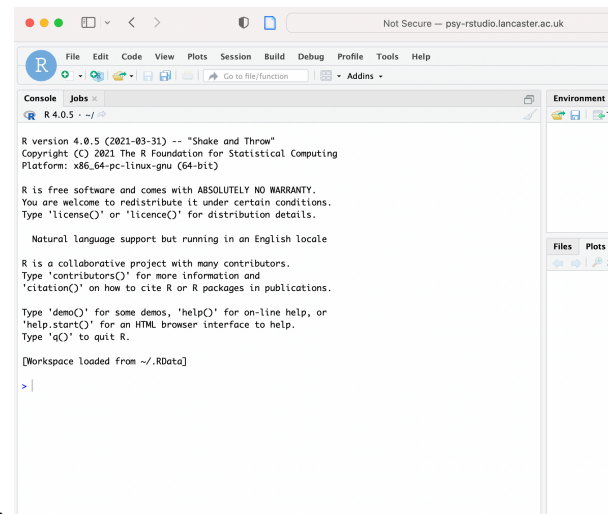 Not Secure — psy-rstudio.lancaster.ac.uk
R File Edit Code View Plots Session Build Debug Profile Tools Help
Go to file/function Addins
Console Jobs Environment
R 4.0.5 · ~/
R version 4.0.5 (2021-03-31) -- "Shake and Throw"
Copyright (C) 2021 The R Foundation for Statistical Computing
Platform: x86_64-pc-linux-gnu (64-bit)
R is free software and comes with ABSOLUTELY NO WARRANTY.
You are welcome to redistribute it under certain conditions.
Type 'license()' or 'licence()' for distribution details.
Natural language support but running in an English locale
R is a collaborative project with many contributors.
Type 'contributors()' for more information and
'citation()' on how to cite R or R packages in publications.
Type 'demo()' for some demos, 'help()' for on-line help, or
'help.start()' for an HTML browser interface to help.
Type 'q()' to quit R.
[Workspace loaded from ~/.RData]
>
Files Plots